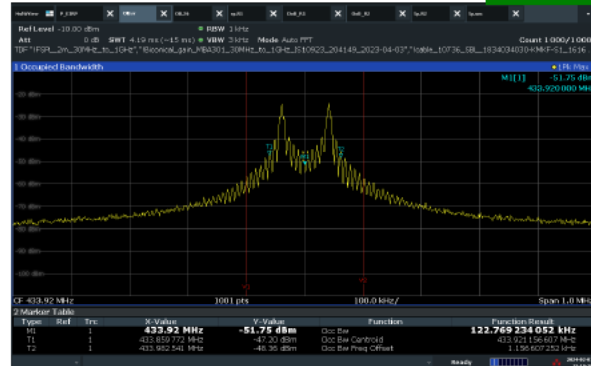 MultiView
Ref Level -10.00 dBm ● RBW 1 kHz
Att 0 dB SWT 4.19 ms (~15 ms) ● VBW 3 kHz Mode Auto FFT Count 1000/1000
1 Occupied Bandwidth ● 1Pk Max
M1[1] -51.75 dBm
433.920 000 MHz
T1
M1
T2
CF 433.92 MHz 1001 pts 100.0 kHz/ Span 1.0 MHz
2 Marker Table
Type Ref Trc X-Value Y-Value Function Function Result
M1 1 433.92 MHz -51.75 dBm Occ Bw 122.769 234 052 kHz
T1 1 433.859 772 MHz -47.20 dBm Occ Bw Centroid 433.921 156 607 MHz
T2 1 433.982 541 MHz -46.36 dBm Occ Bw Freq Offset 1.156 607 252 kHz
Ready